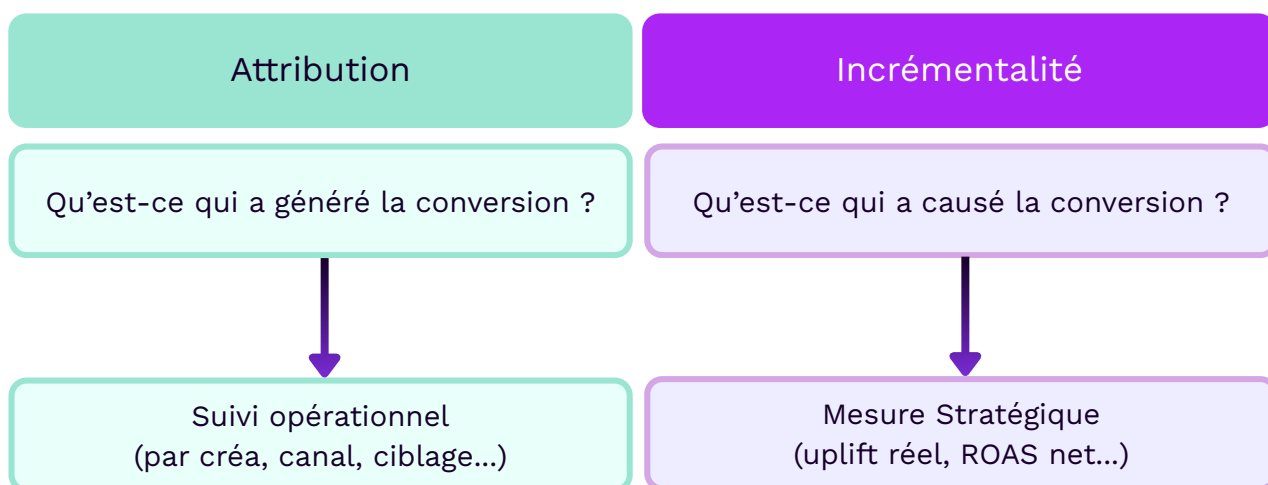 Attribution
Incrémentalité
Qu’est-ce qui a généré la conversion ?
Qu’est-ce qui a causé la conversion ?
Suivi opérationnel
(par créa, canal, ciblage...)
Mesure Stratégique
(uplift réel, ROAS net...)